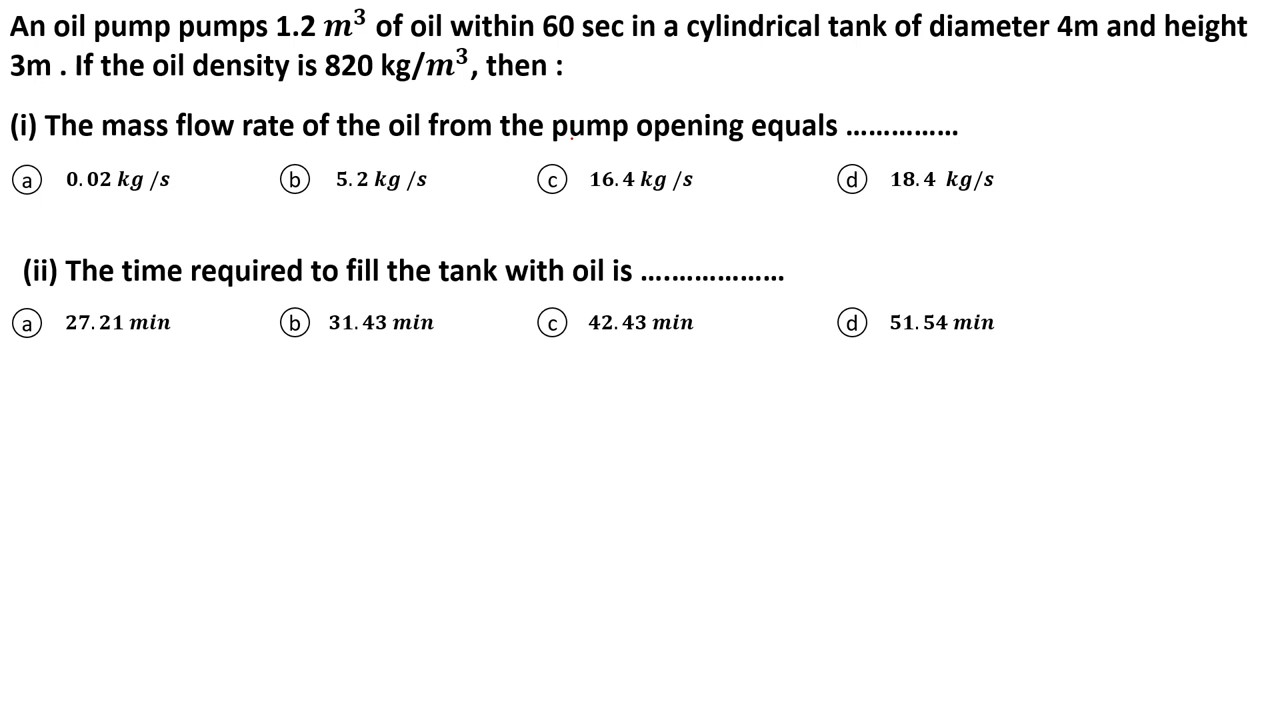 An oil pump pumps 1.2 m³ of oil within 60 sec in a cylindrical tank of diameter 4m and height
3m . If the oil density is 820 kg/m³, then :
(i) The mass flow rate of the oil from the pump opening equals ...............
a 0.02 kg /s b 5.2 kg /s c 16.4 kg /s d 18.4 kg/s
(ii) The time required to fill the tank with oil is ...................
a 27.21 min b 31.43 min c 42.43 min d 51.54 min